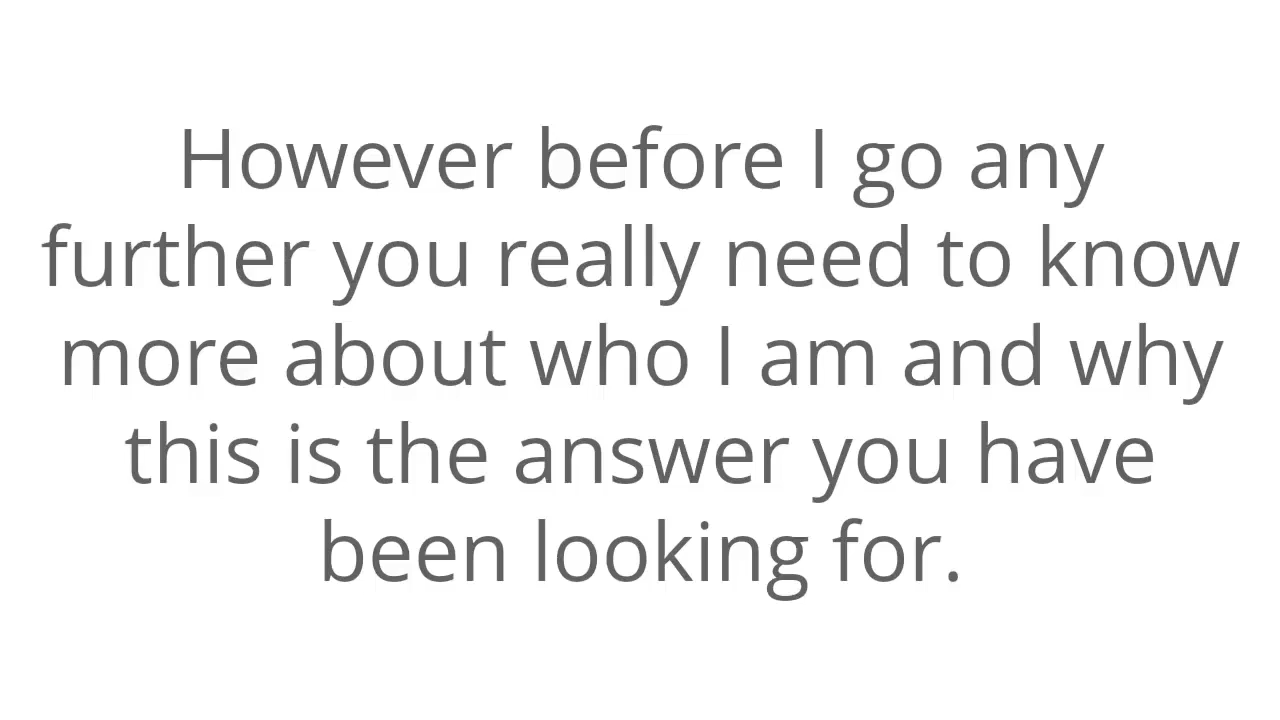 However before I go any
further you really need to know
more about who I am and why
this is the answer you have
been looking for.